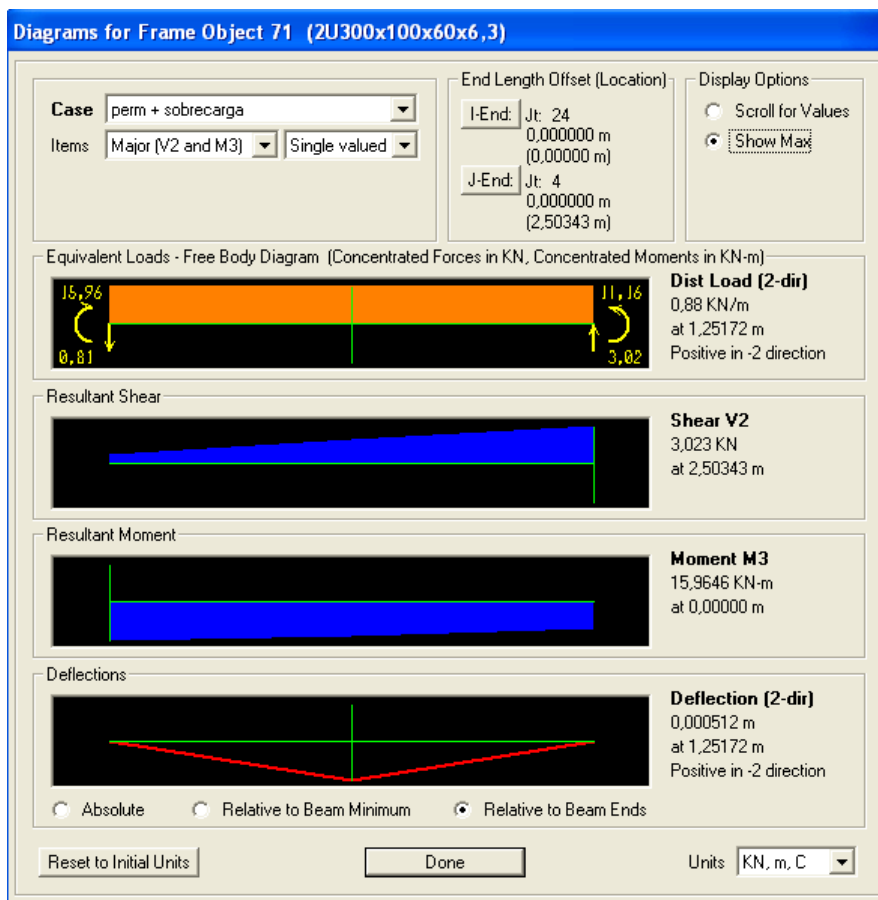 Diagrams for Frame Object 71 (2U300x100x60x6,3)
Case perm + sobrecarga
Items Major (V2 and M3) Single valued
End Length Offset (Location)
I-End: Jt: 24
0,000000 m
(0,00000 m)
J-End: Jt: 4
0,000000 m
(2,50343 m)
Display Options
Scroll for Values
Show Max
Equivalent Loads - Free Body Diagram (Concentrated Forces in KN, Concentrated Moments in KN-m)
15,96 11,16
0,81 3,02
Dist Load (2-dir)
0,88 KN/m
at 1,25172 m
Positive in -2 direction
Resultant Shear
Shear V2
3,023 KN
at 2,50343 m
Resultant Moment
Moment M3
15,9646 KN-m
at 0,00000 m
Deflections
Deflection (2-dir)
0,000512 m
at 1,25172 m
Positive in -2 direction
Absolute Relative to Beam Minimum Relative to Beam Ends
Reset to Initial Units Done Units KN, m, C